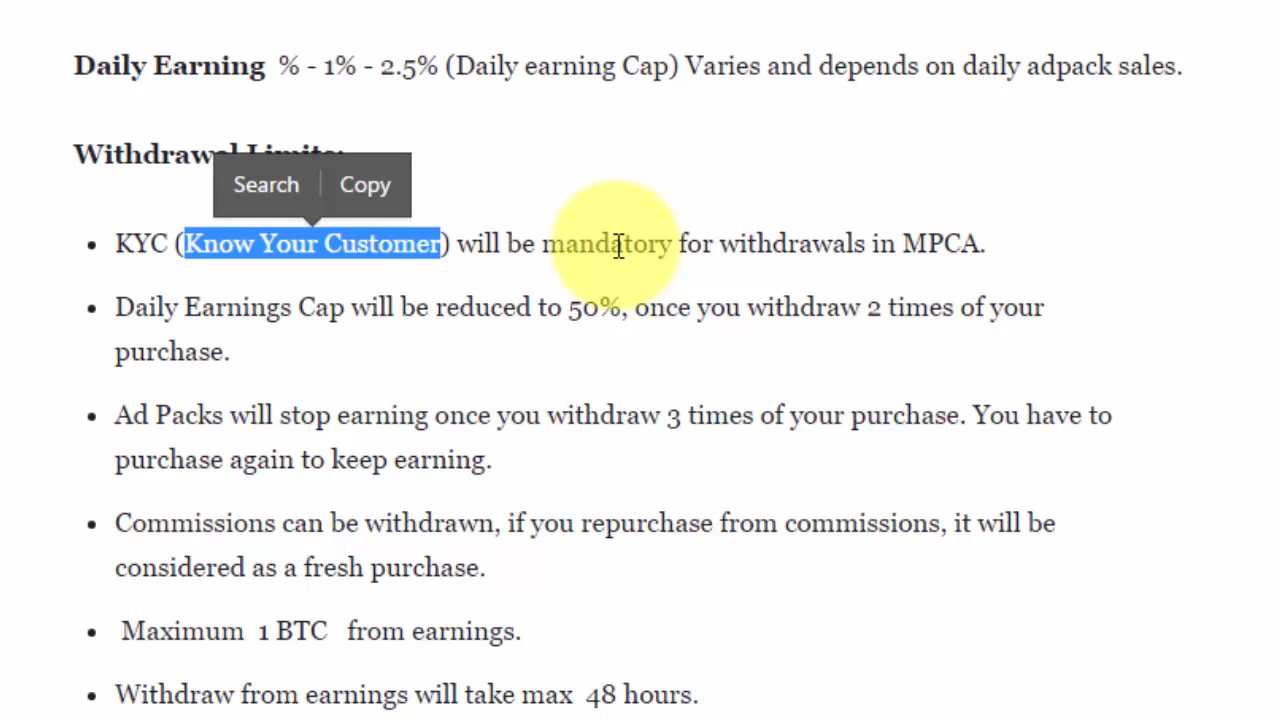 Daily Earning % - 1% - 2.5% (Daily earning Cap) Varies and depends on daily adpack sales.
Withdrawal Limits:
Search Copy
• KYC (Know Your Customer) will be mandatory for withdrawals in MPCA.
• Daily Earnings Cap will be reduced to 50%, once you withdraw 2 times of your
purchase.
• Ad Packs will stop earning once you withdraw 3 times of your purchase. You have to
purchase again to keep earning.
• Commissions can be withdrawn, if you repurchase from commissions, it will be
considered as a fresh purchase.
• Maximum 1 BTC from earnings.
• Withdraw from earnings will take max 48 hours.